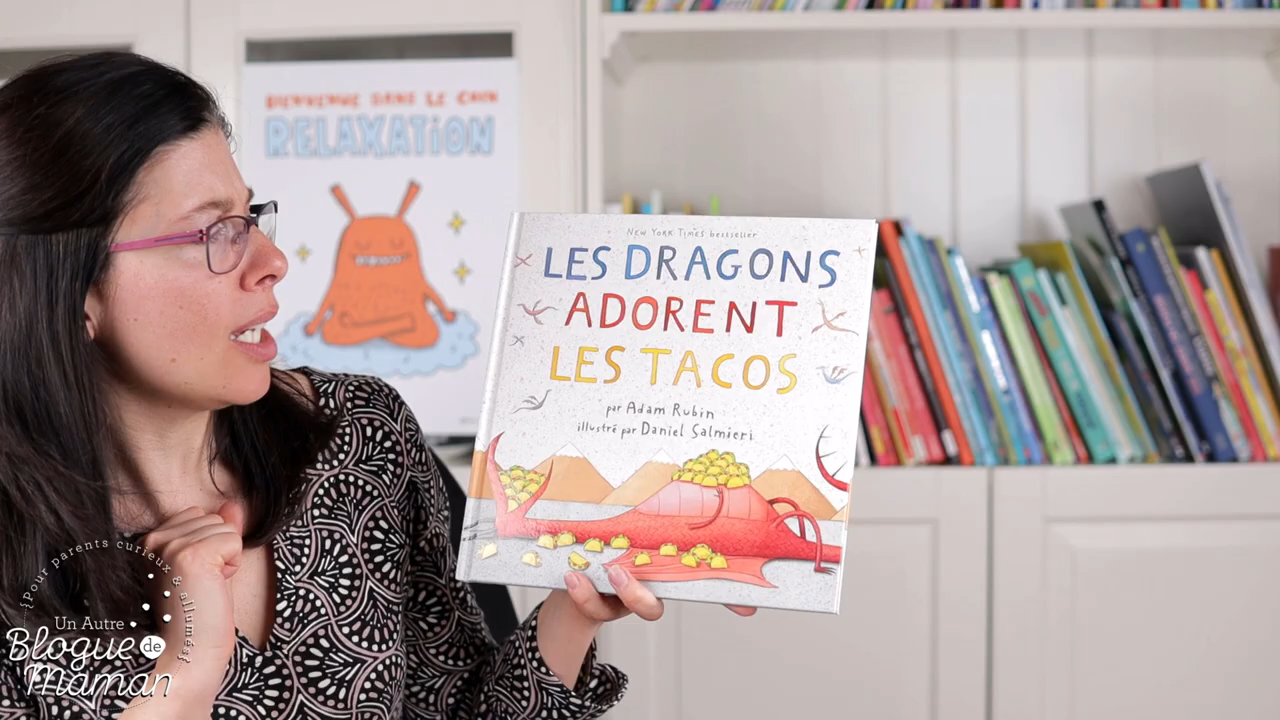 BIENVENUE DANS LE COIN
RELAXATION
NEW YORK TIMES bestseller
LES DRAGONS
ADORENT
LES TACOS
par Adam Rubin
illustré par Daniel Salmieri
{Pour parents curieux & allumés}
Un Autre
Blogue de
Maman